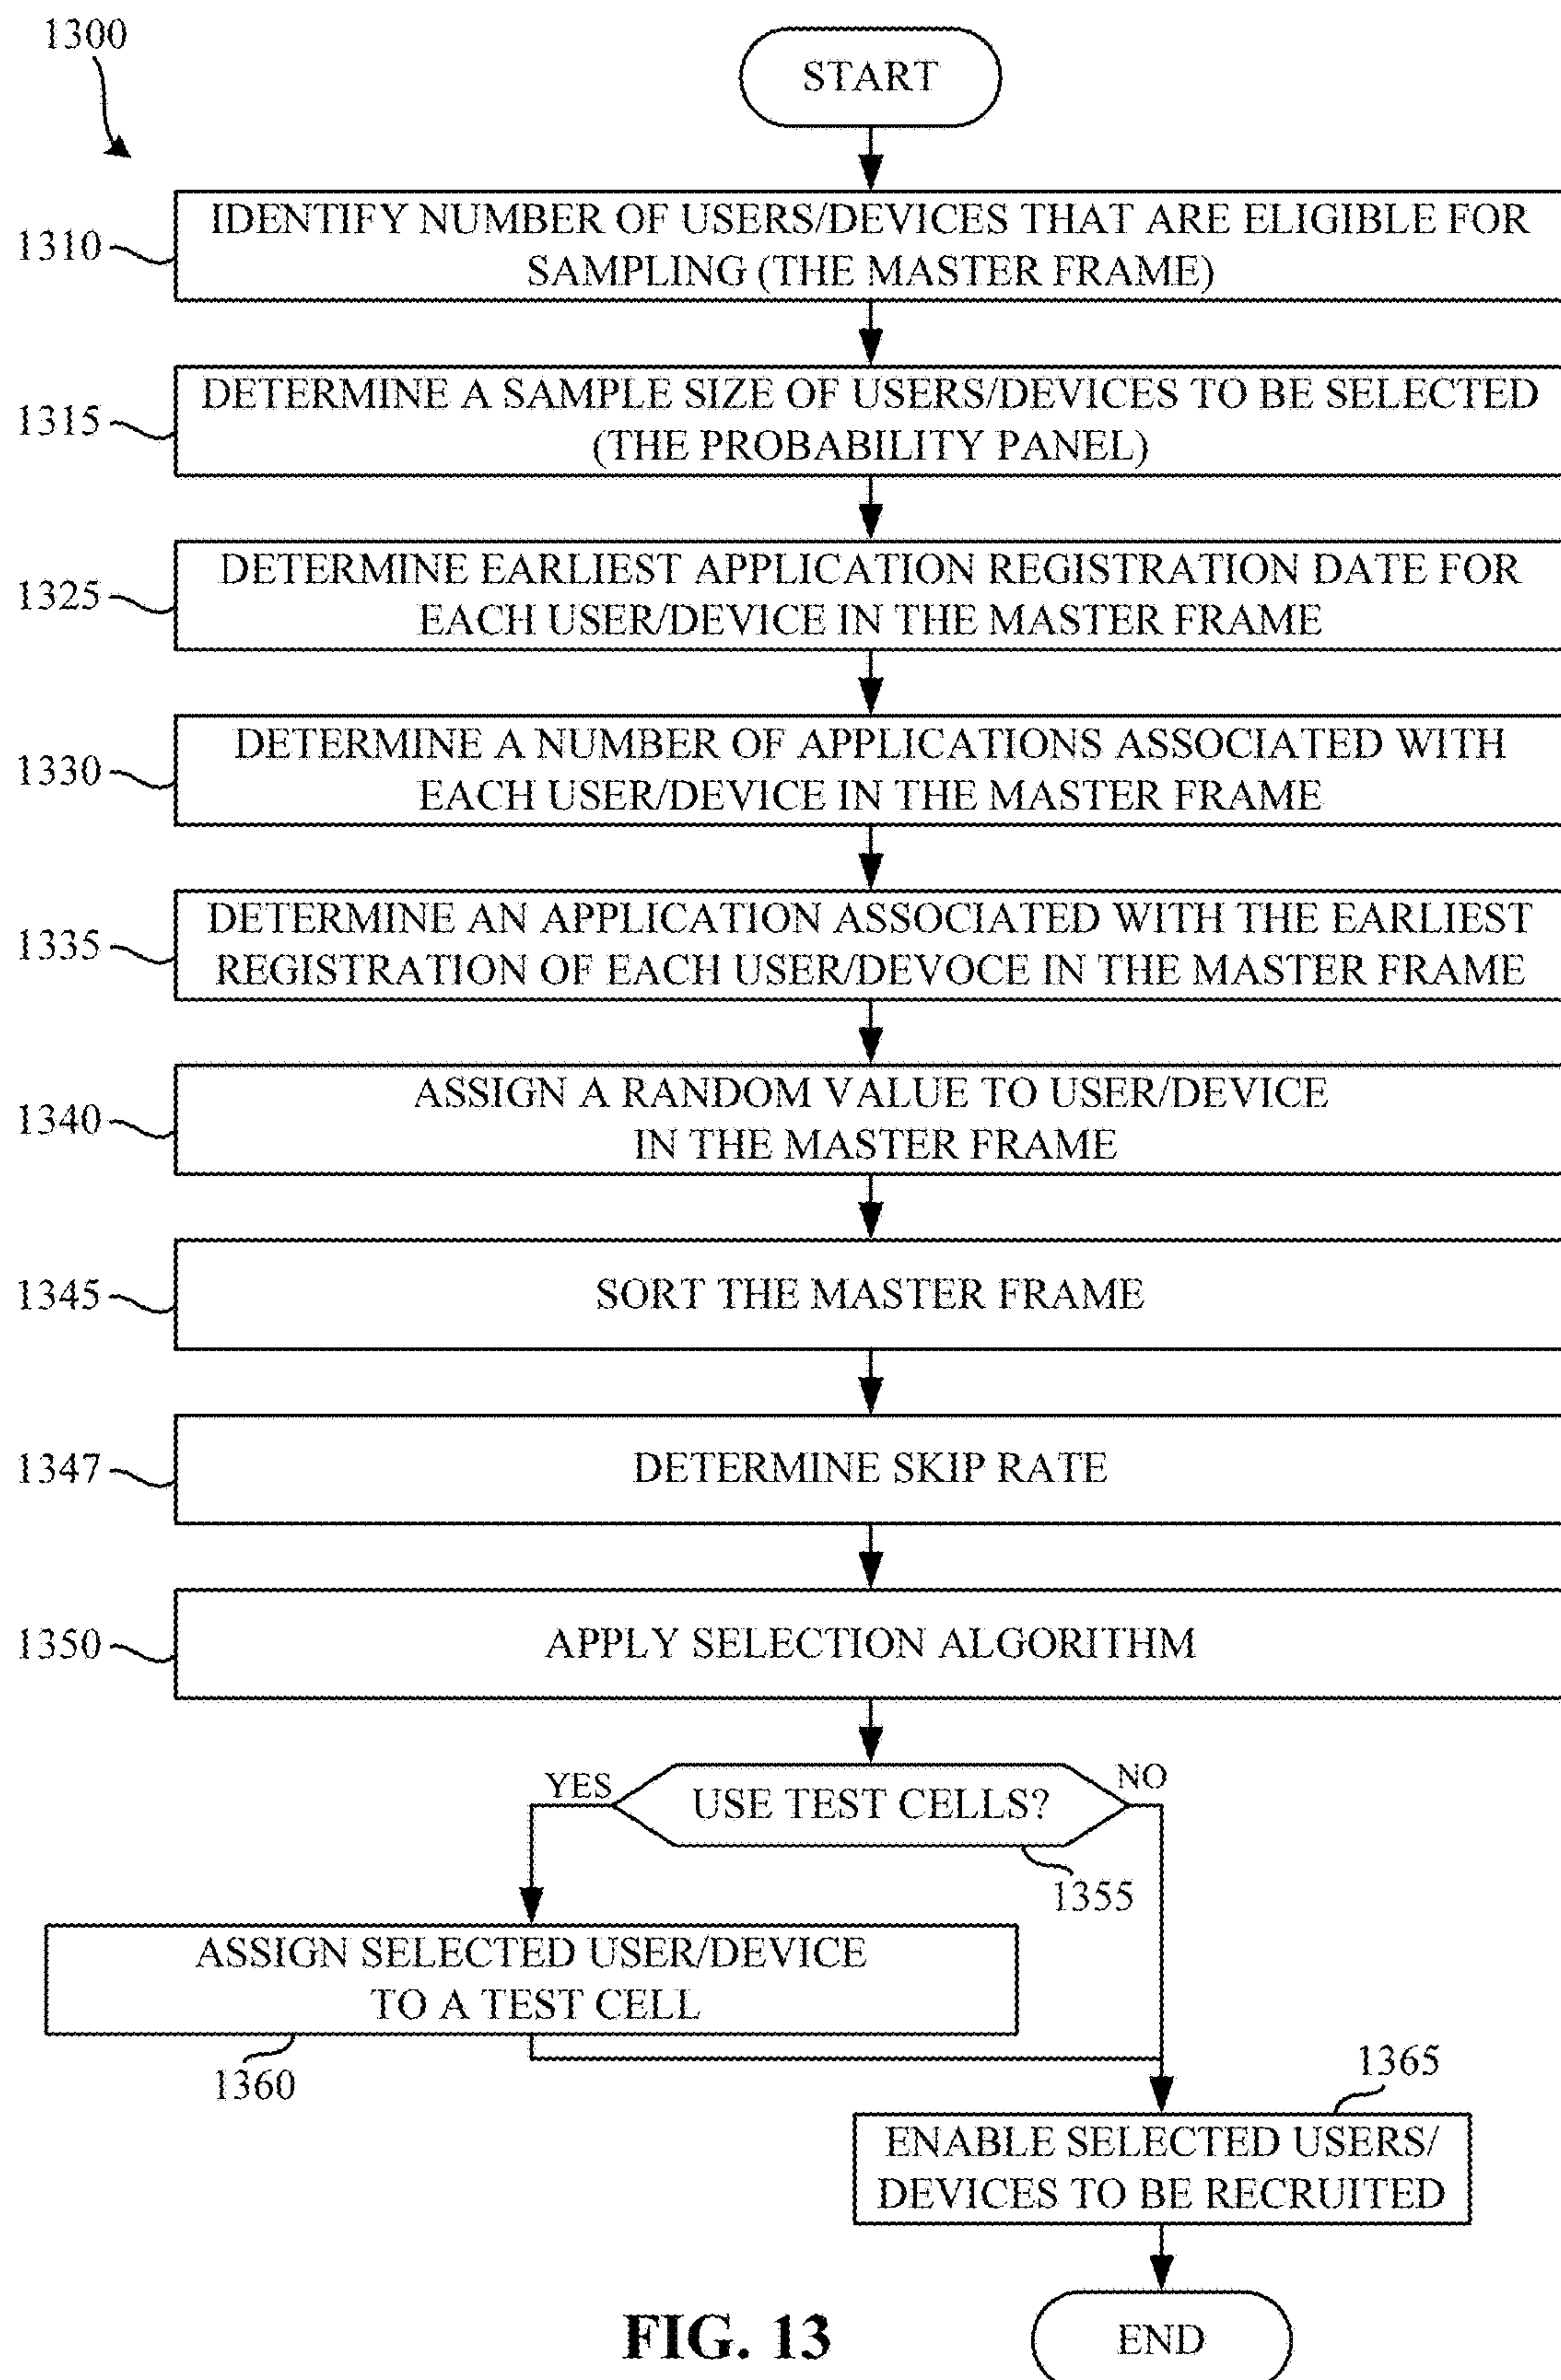 1300
START
1310
IDENTIFY NUMBER OF USERS/DEVICES THAT ARE ELIGIBLE FOR
SAMPLING (THE MASTER FRAME)
1315
DETERMINE A SAMPLE SIZE OF USERS/DEVICES TO BE SELECTED
(THE PROBABILITY PANEL)
1325
DETERMINE EARLIEST APPLICATION REGISTRATION DATE FOR
EACH USER/DEVICE IN THE MASTER FRAME
1330
DETERMINE A NUMBER OF APPLICATIONS ASSOCIATED WITH
EACH USER/DEVICE IN THE MASTER FRAME
1335
DETERMINE AN APPLICATION ASSOCIATED WITH THE EARLIEST
REGISTRATION OF EACH USER/DEVOCE IN THE MASTER FRAME
1340
ASSIGN A RANDOM VALUE TO USER/DEVICE
IN THE MASTER FRAME
1345
SORT THE MASTER FRAME
1347
DETERMINE SKIP RATE
1350
APPLY SELECTION ALGORITHM
YES
USE TEST CELLS?
NO
1355
ASSIGN SELECTED USER/DEVICE
TO A TEST CELL
1360
1365
ENABLE SELECTED USERS/
DEVICES TO BE RECRUITED
END
FIG. 13